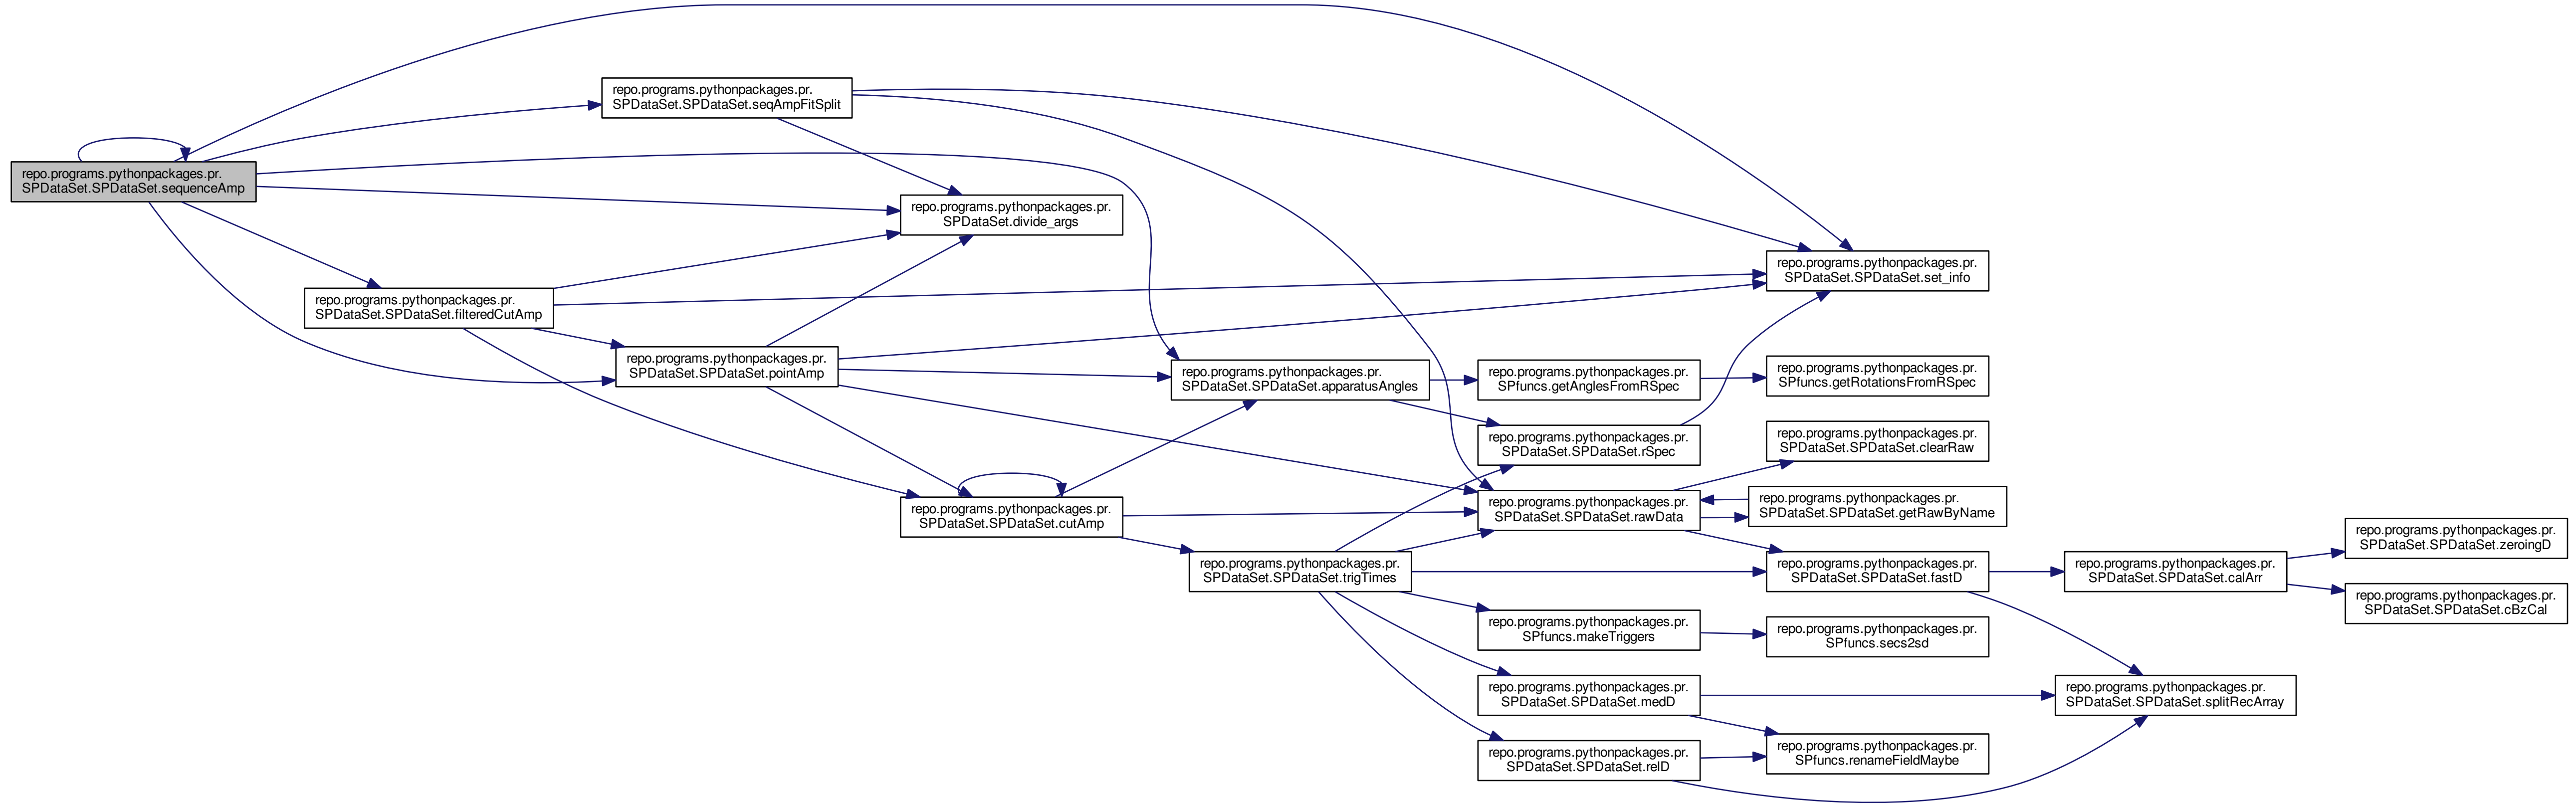 repo.programs.pythonpackages.pr.
SPDataSet.SPDataSet.sequenceAmp
repo.programs.pythonpackages.pr.
SPDataSet.SPDataSet.seqAmpFitSplit
repo.programs.pythonpackages.pr.
SPDataSet.divide_args
repo.programs.pythonpackages.pr.
SPDataSet.SPDataSet.filteredCutAmp
repo.programs.pythonpackages.pr.
SPDataSet.SPDataSet.pointAmp
repo.programs.pythonpackages.pr.
SPDataSet.SPDataSet.cutAmp
repo.programs.pythonpackages.pr.
SPDataSet.SPDataSet.apparatusAngles
repo.programs.pythonpackages.pr.
SPDataSet.SPDataSet.trigTimes
repo.programs.pythonpackages.pr.
SPfuncs.getAnglesFromRSpec
repo.programs.pythonpackages.pr.
SPDataSet.SPDataSet.rSpec
repo.programs.pythonpackages.pr.
SPDataSet.SPDataSet.rawData
repo.programs.pythonpackages.pr.
SPfuncs.makeTriggers
repo.programs.pythonpackages.pr.
SPDataSet.SPDataSet.medD
repo.programs.pythonpackages.pr.
SPDataSet.SPDataSet.relD
repo.programs.pythonpackages.pr.
SPDataSet.SPDataSet.set_info
repo.programs.pythonpackages.pr.
SPfuncs.getRotationsFromRSpec
repo.programs.pythonpackages.pr.
SPDataSet.SPDataSet.clearRaw
repo.programs.pythonpackages.pr.
SPDataSet.SPDataSet.getRawByName
repo.programs.pythonpackages.pr.
SPDataSet.SPDataSet.fastD
repo.programs.pythonpackages.pr.
SPfuncs.secs2sd
repo.programs.pythonpackages.pr.
SPfuncs.renameFieldMaybe
repo.programs.pythonpackages.pr.
SPDataSet.SPDataSet.calArr
repo.programs.pythonpackages.pr.
SPDataSet.SPDataSet.splitRecArray
repo.programs.pythonpackages.pr.
SPDataSet.SPDataSet.zeroingD
repo.programs.pythonpackages.pr.
SPDataSet.SPDataSet.cBzCal